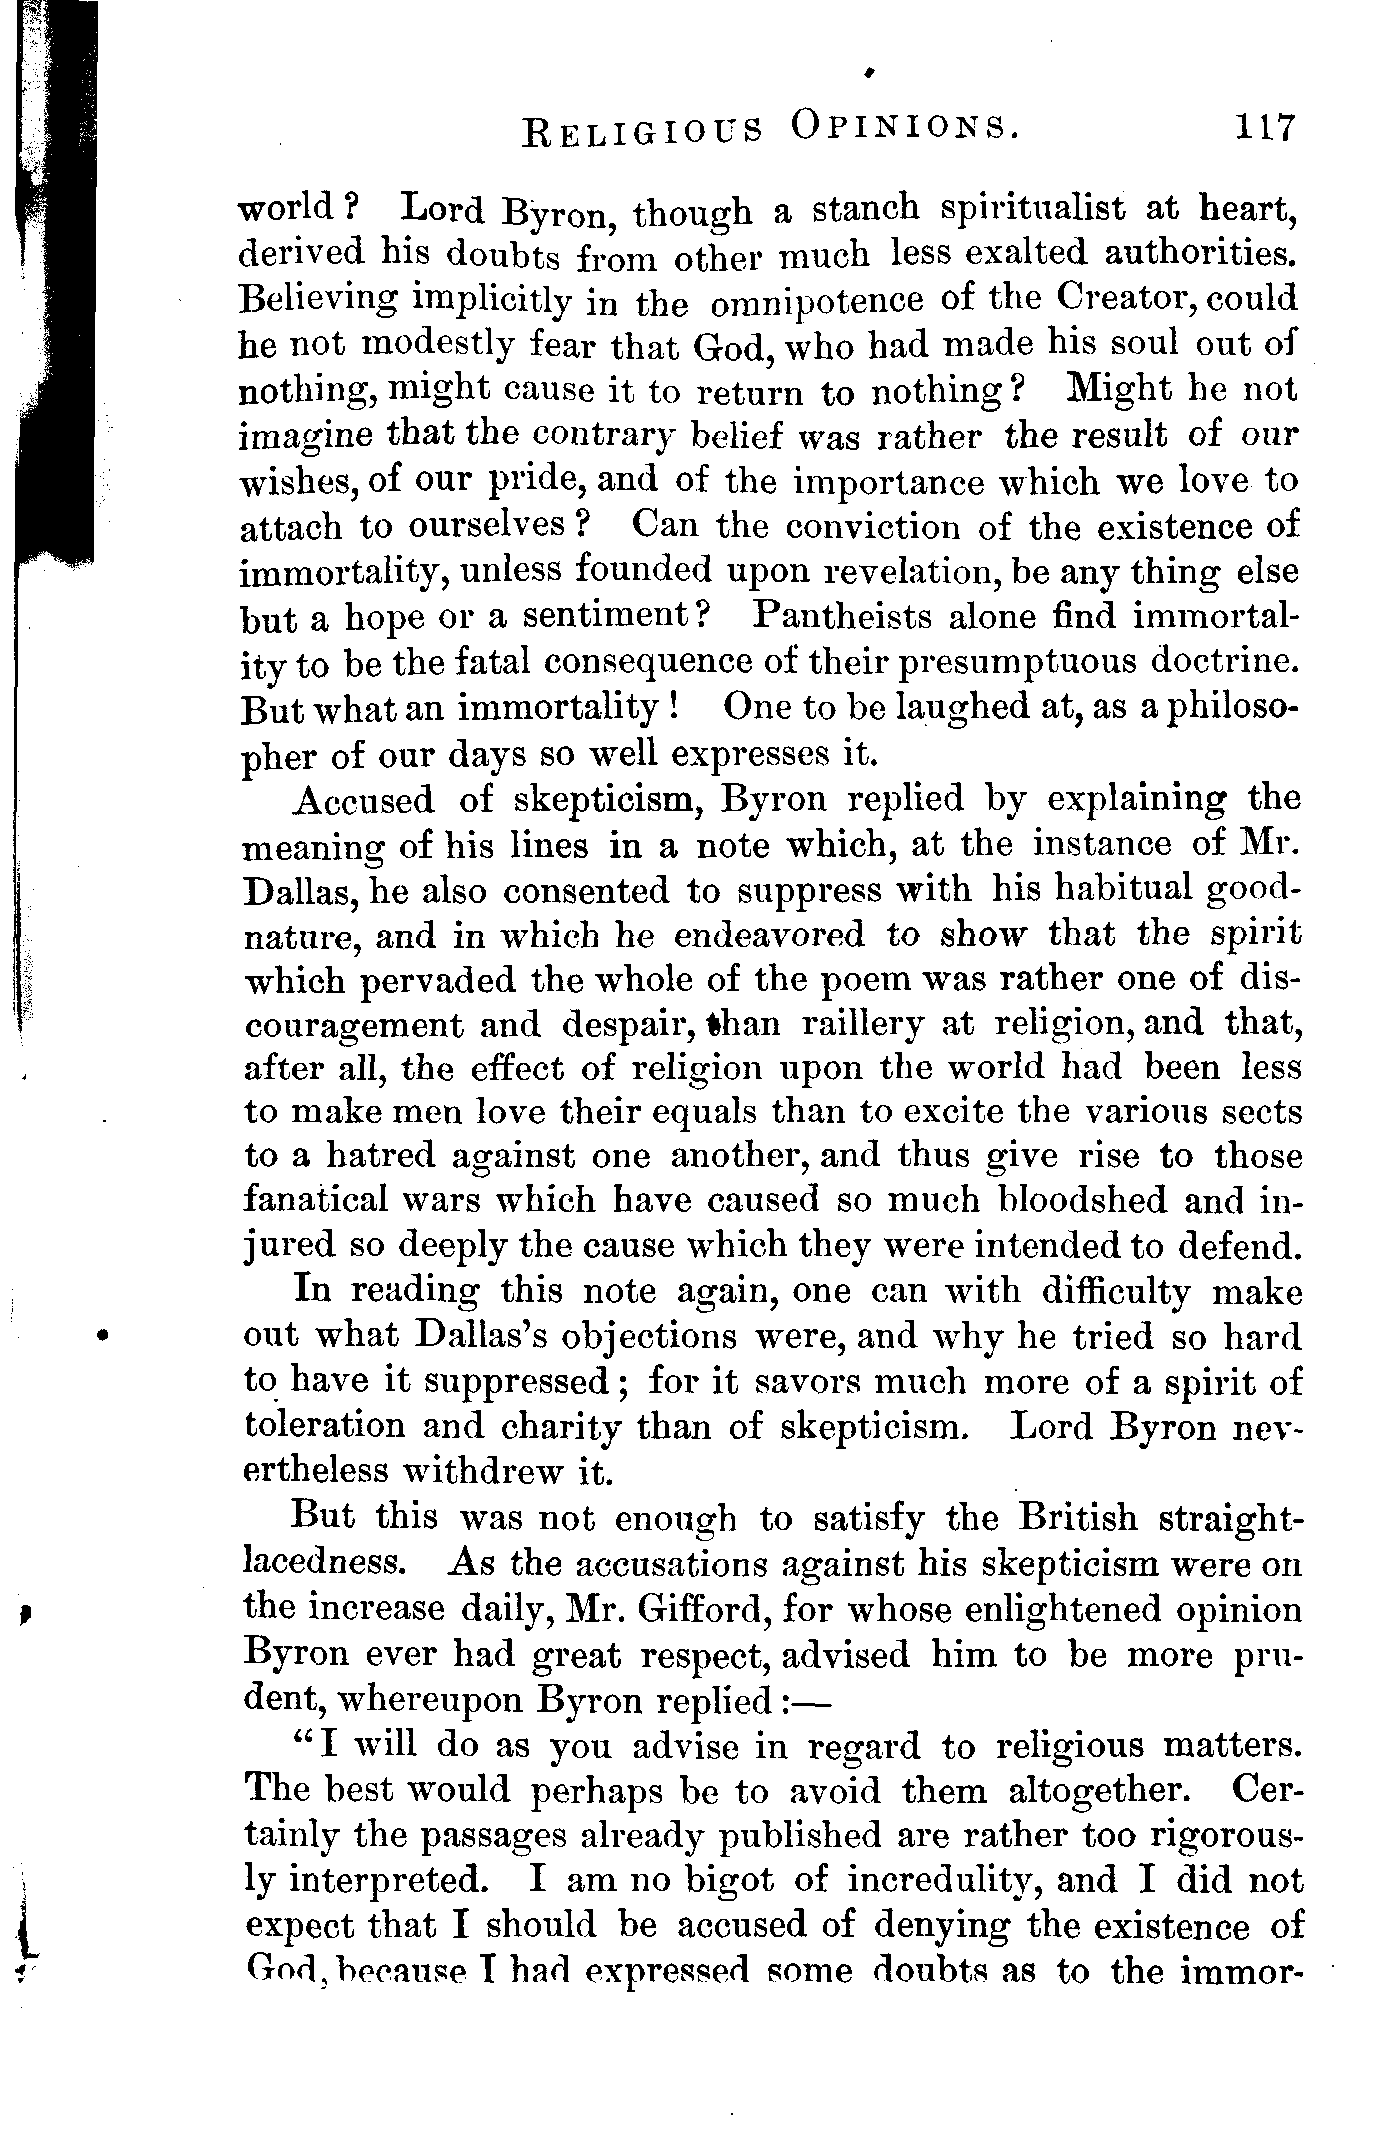 RELIGIOUS OPINIONS. 117
world? Lord Byron, though a stanch spiritualist at heart,
derived his doubts from other much less exalted authorities.
Believing implicitly in the omnipotence of the Creator, could
he not modestly fear that God, who had made his soul out of
nothing, might cause it to return to nothing? Might he not
imagine that the contrary belief was rather the result of our
wishes, of our pride, and of the importance which we love to
attach to ourselves? Can the conviction of the existence of
immortality, unless founded upon revelation, be any thing else
but a hope or a sentiment? Pantheists alone find immortal-
ity to be the fatal consequence of their presumptuous doctrine.
But what an immortality! One to be laughed at, as a philoso-
pher of our days so well expresses it.
Accused of skepticism, Byron replied by explaining the
meaning of his lines in a note which, at the instance of Mr.
Dallas, he also consented to suppress with his habitual good-
nature, and in which he endeavored to show that the spirit
which pervaded the whole of the poem was rather one of dis-
couragement and despair, than raillery at religion, and that,
after all, the effect of religion upon the world had been less
to make men love their equals than to excite the various sects
to a hatred against one another, and thus give rise to those
fanatical wars which have caused so much bloodshed and in-
jured so deeply the cause which they were intended to defend.
In reading this note again, one can with difficulty make
out what Dallas's objections were, and why he tried so hard
to have it suppressed; for it savors much more of a spirit of
toleration and charity than of skepticism. Lord Byron nev-
ertheless withdrew it.
But this was not enough to satisfy the British straight-
lacedness. As the accusations against his skepticism were on
the increase daily, Mr. Gifford, for whose enlightened opinion
Byron ever had great respect, advised him to be more pru-
dent, whereupon Byron replied:—
"I will do as you advise in regard to religious matters.
The best would perhaps be to avoid them altogether. Cer-
tainly the passages already published are rather too rigorous-
ly interpreted. I am no bigot of incredulity, and I did not
expect that I should be accused of denying the existence of
God, because I had expressed some doubts as to the immor-